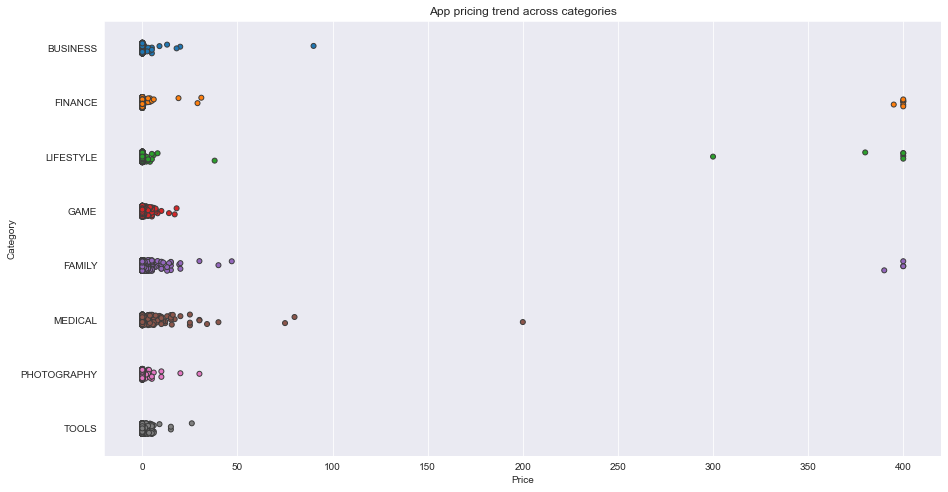 App pricing trend across categories
Category
BUSINESS
FINANCE
LIFESTYLE
GAME
FAMILY
MEDICAL
PHOTOGRAPHY
TOOLS
0 50 100 150 200 250 300 350 400
Price